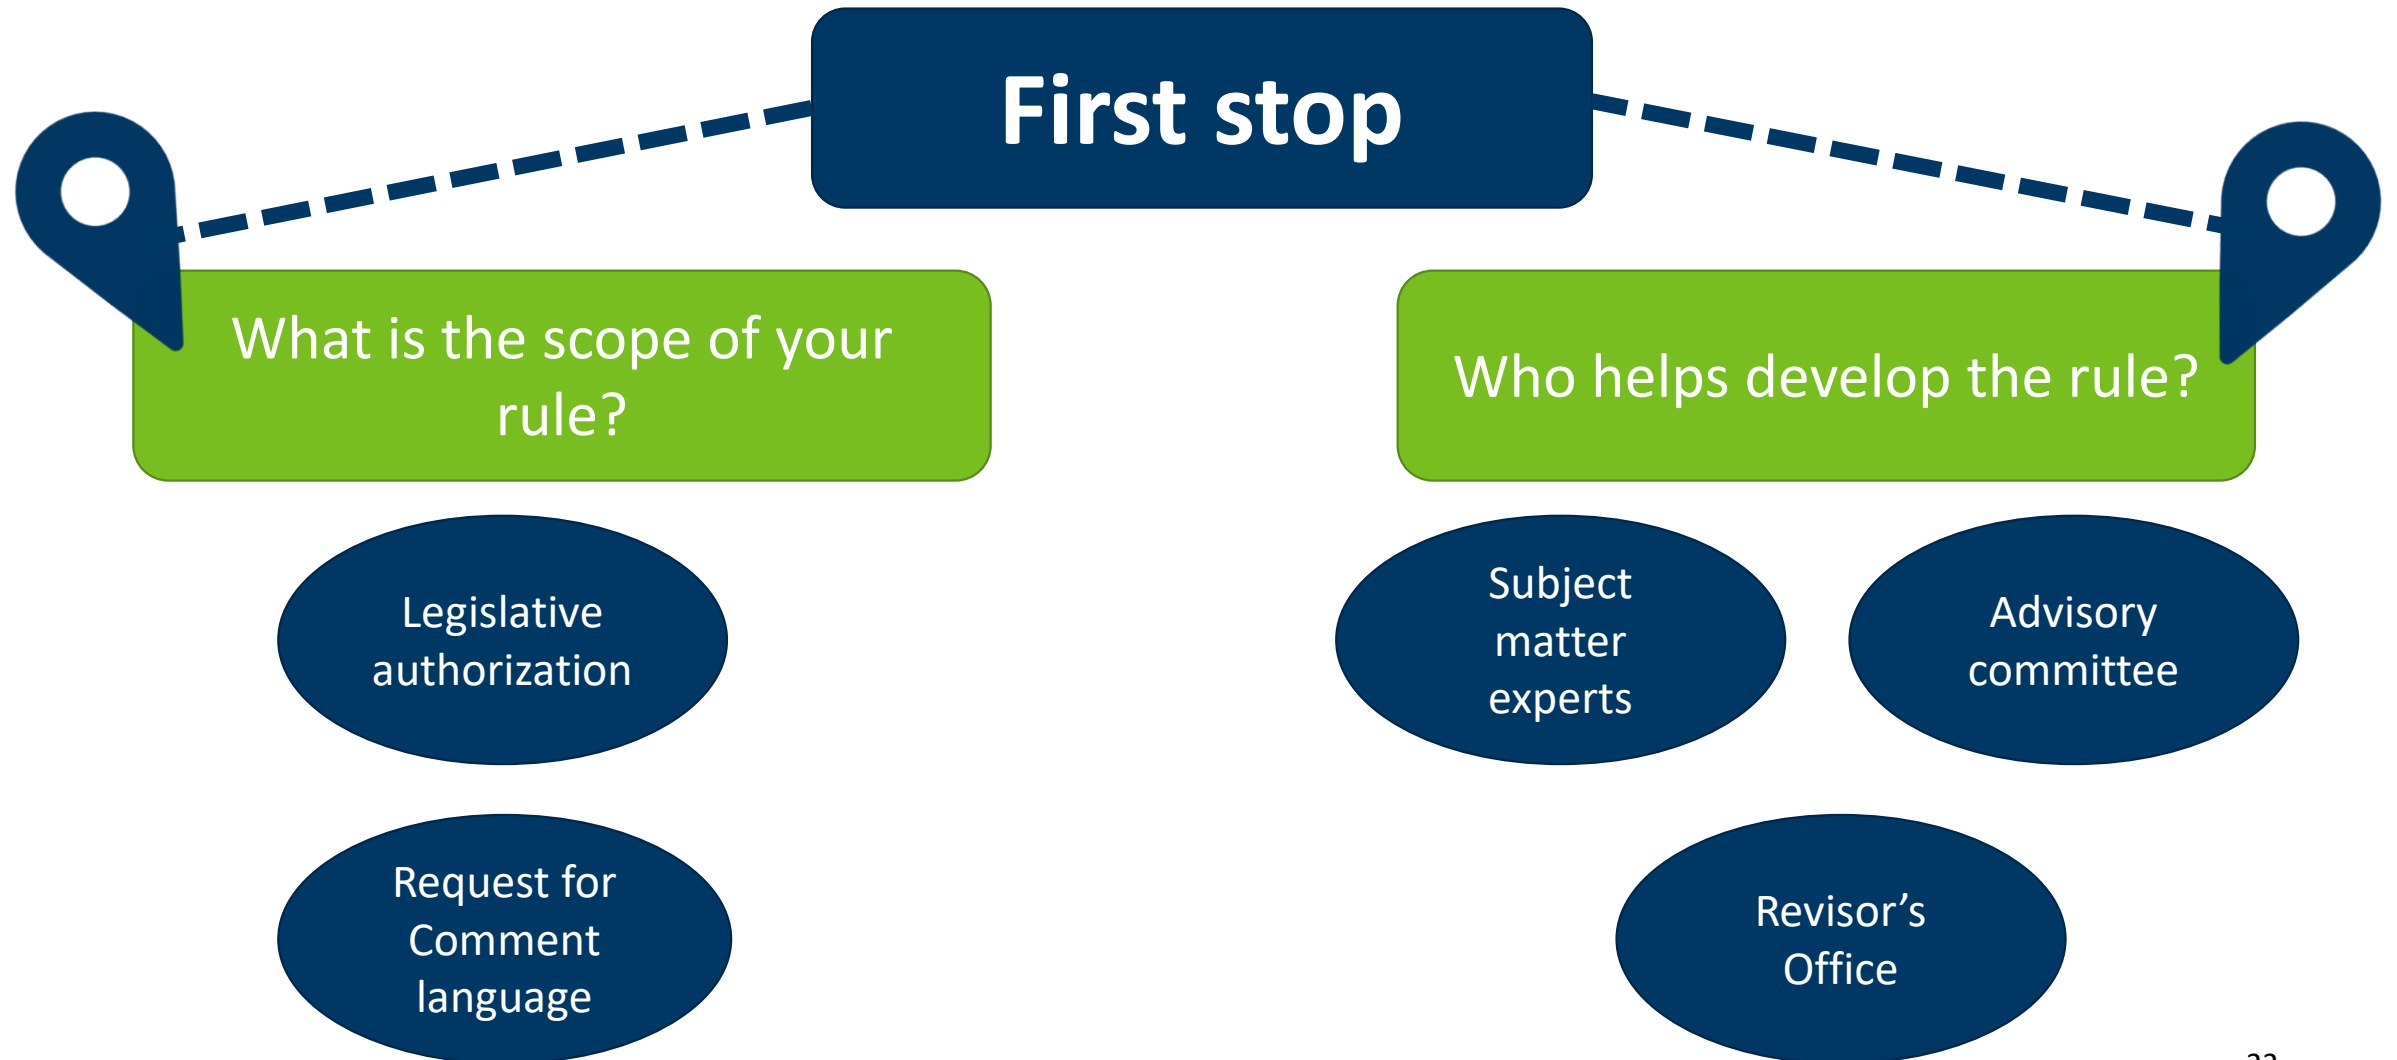 First stop
What is the scope of your
rule?
Who helps develop the rule?
Legislative
authorization
Subject
matter
experts
Advisory
committee
Request for
Comment
language
Revisor’s
Office